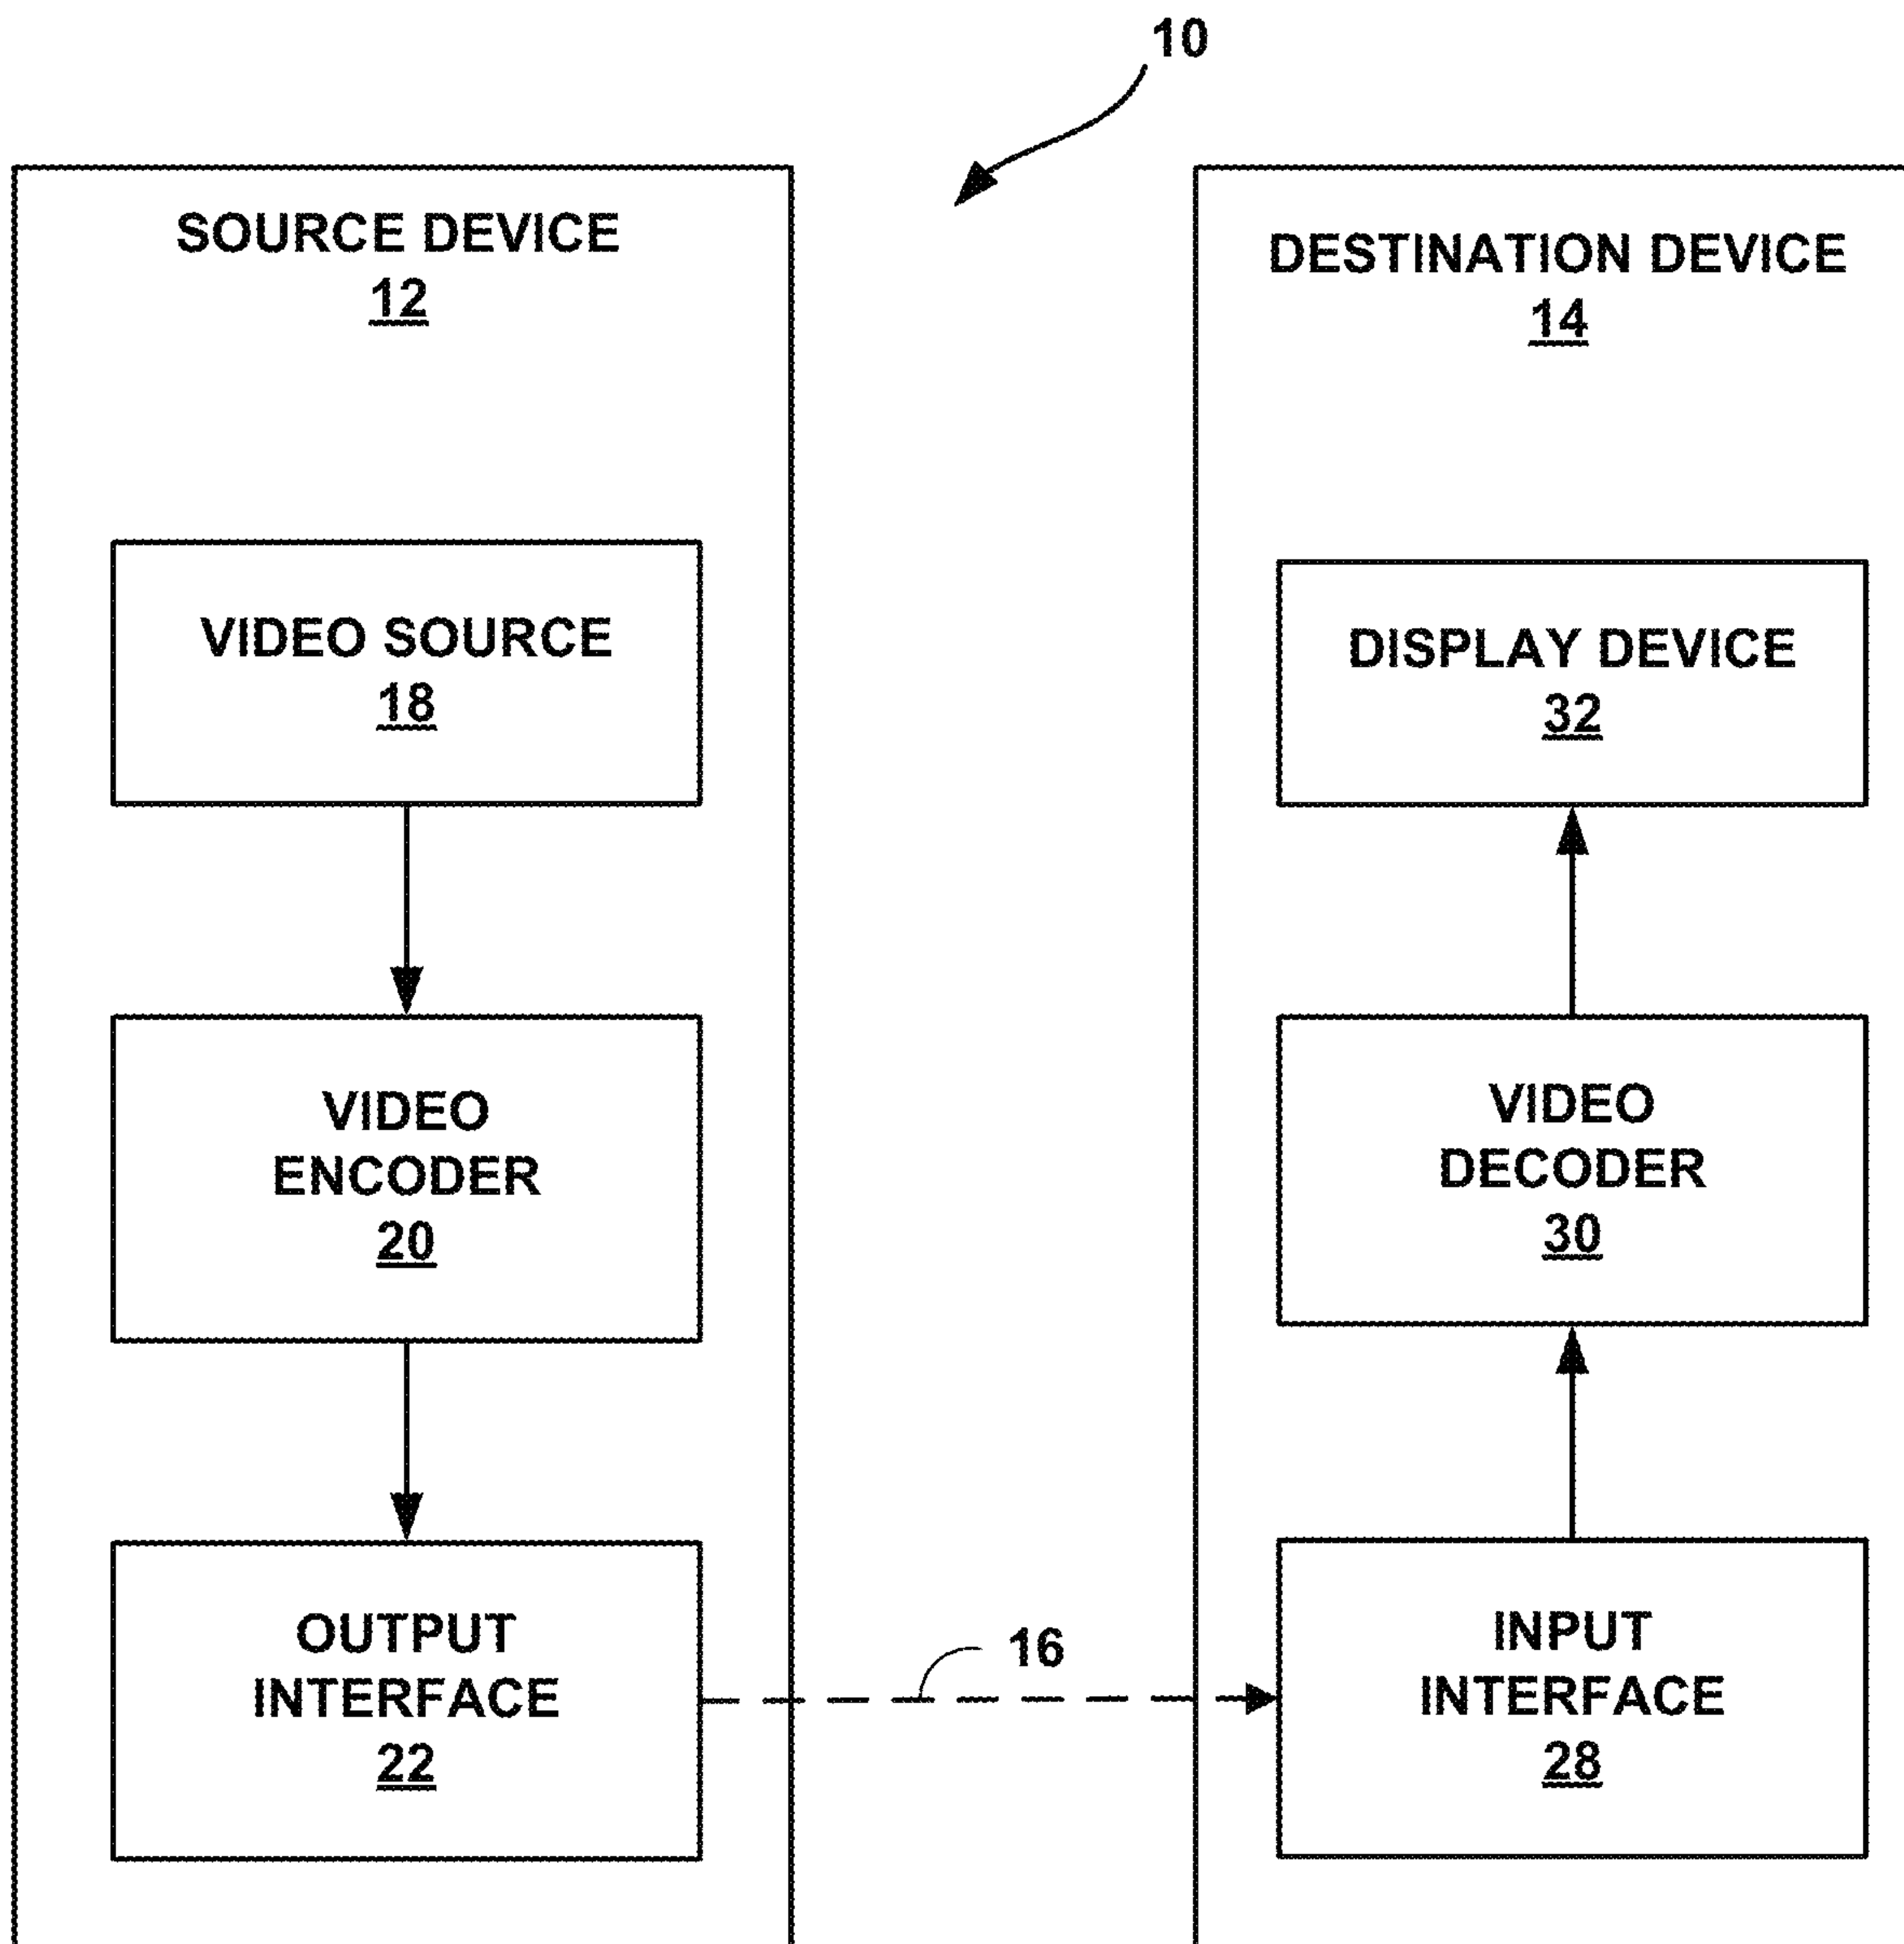 10
SOURCE DEVICE
12
VIDEO SOURCE
18
VIDEO
ENCODER
20
OUTPUT
INTERFACE
22
16
DESTINATION DEVICE
14
DISPLAY DEVICE
32
VIDEO
DECODER
30
INPUT
INTERFACE
28